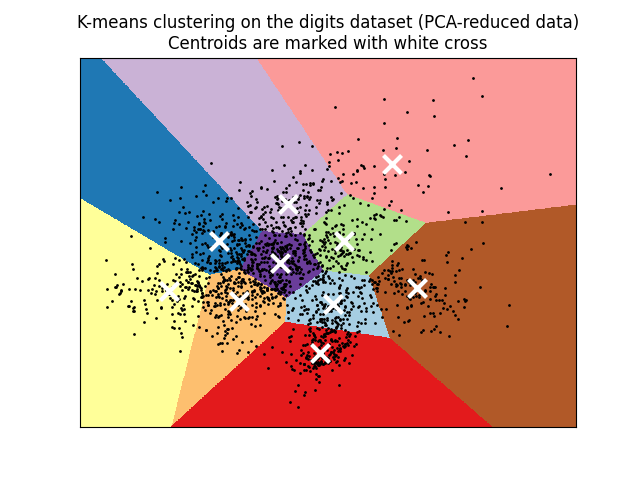 K-means clustering on the digits dataset (PCA-reduced data)
Centroids are marked with white cross